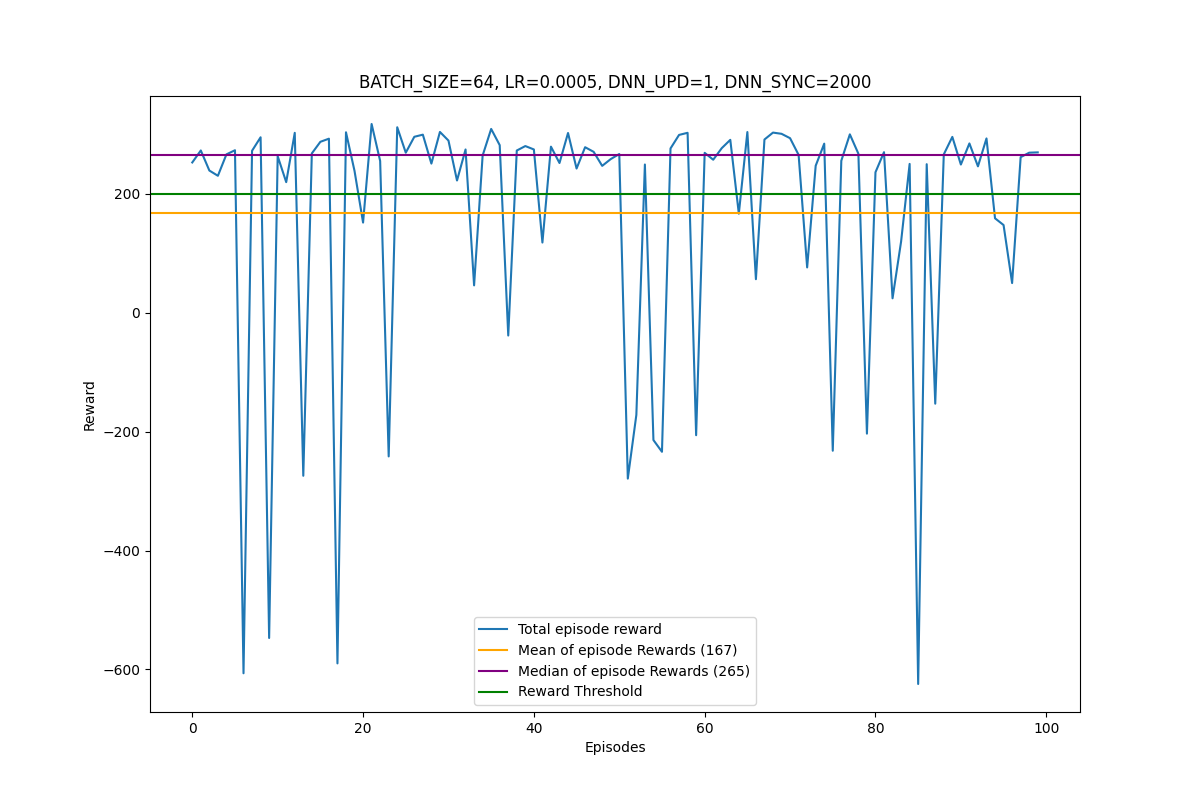 BATCH_SIZE=64, LR=0.0005, DNN_UPD=1, DNN_SYNC=2000
Reward
200
0
−200
−400
−600
Total episode reward
Mean of episode Rewards (167)
Median of episode Rewards (265)
Reward Threshold
0 20 40 60 80 100
Episodes